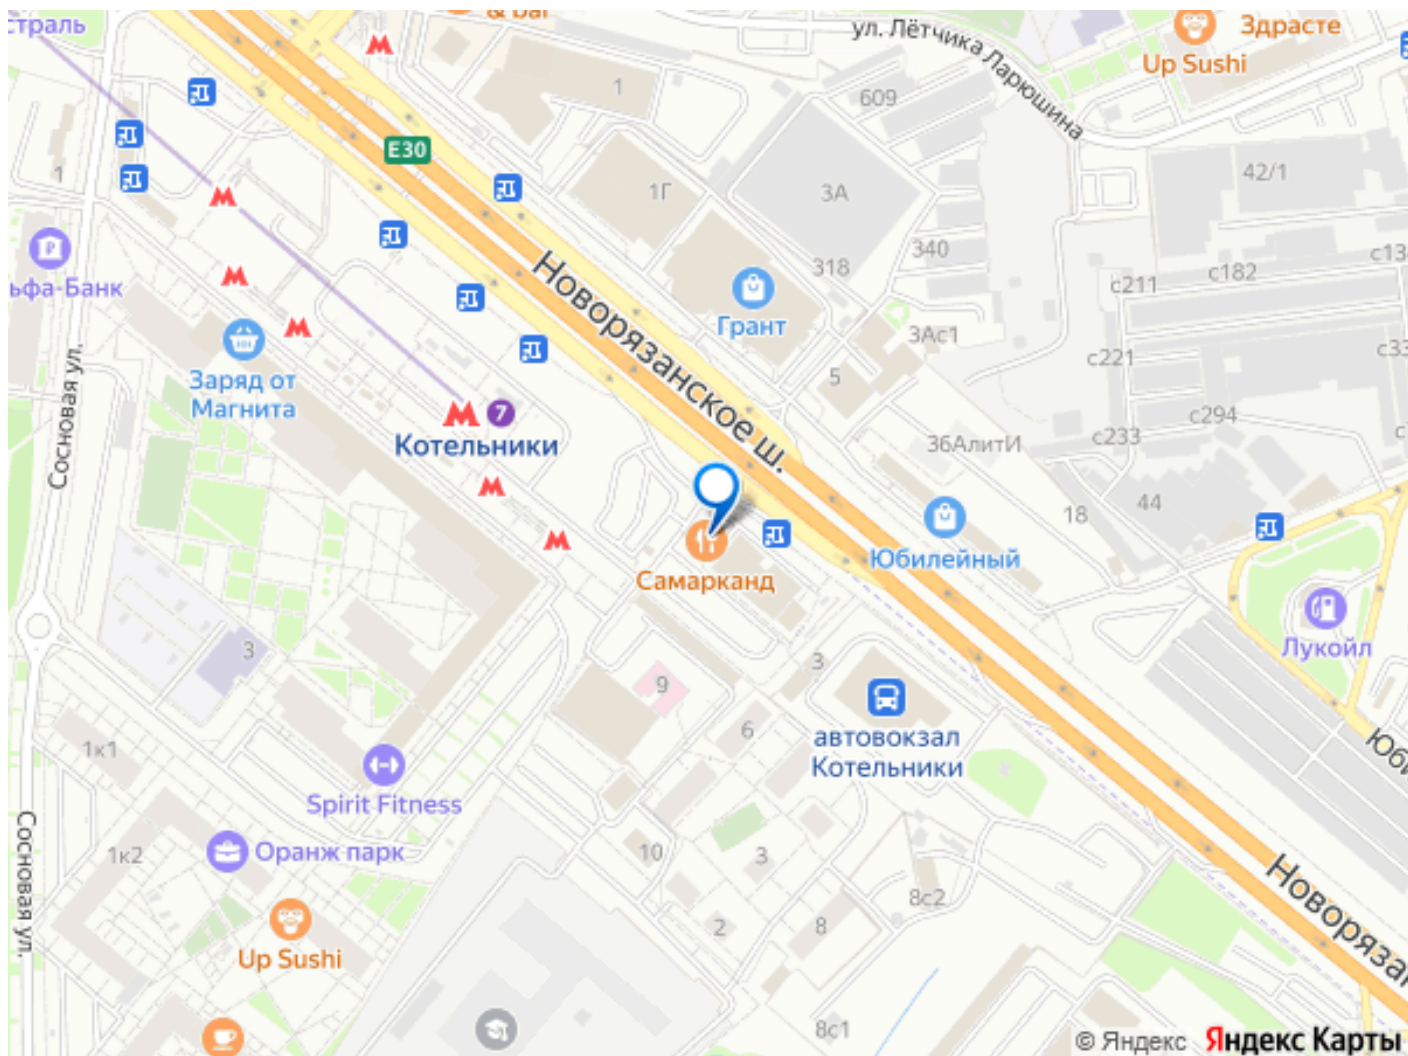 страль
& bar
ул. Лётчика Ларюшина
Здрасте
Up Sushi
609
1
E30
1
1Г
3А
42/1
340
318
с211
с182
ьфа-Банк
Грант
3Ас1
с221
Новорязанское ш.
Заряд от
Магнита
Сосновая ул.
5
с294
7
Котельники
с233
36АлитИ
44
18
Юбилейный
Самарканд
Лукойл
3
3
9
6
автовокзал
Котельники
1к1
Spirit Fitness
Оранж парк
1к2
10
3
8с2
Сосновая ул.
2
8
Up Sushi
8с1
© Яндекс
Яндекс Карты